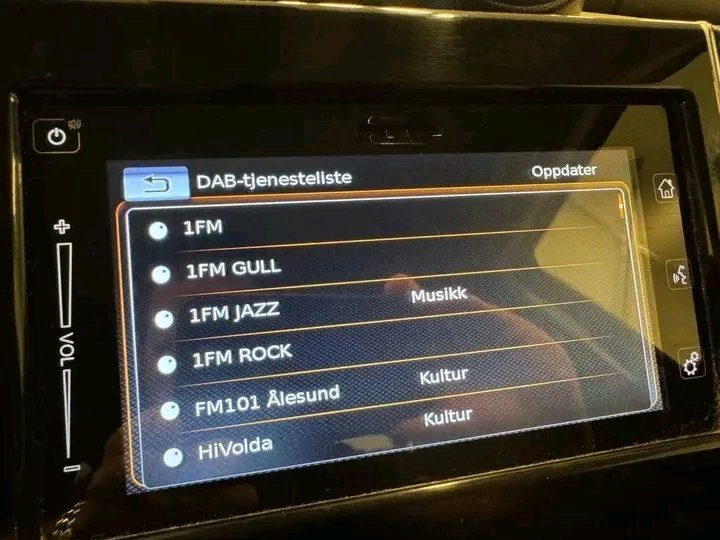 DAB-tjenesteliste Oppdater
1FM
1FM GULL
1FM JAZZ Musikk
1FM ROCK
FM101 Ålesund Kultur
HiVolda Kultur
+
VOL
-